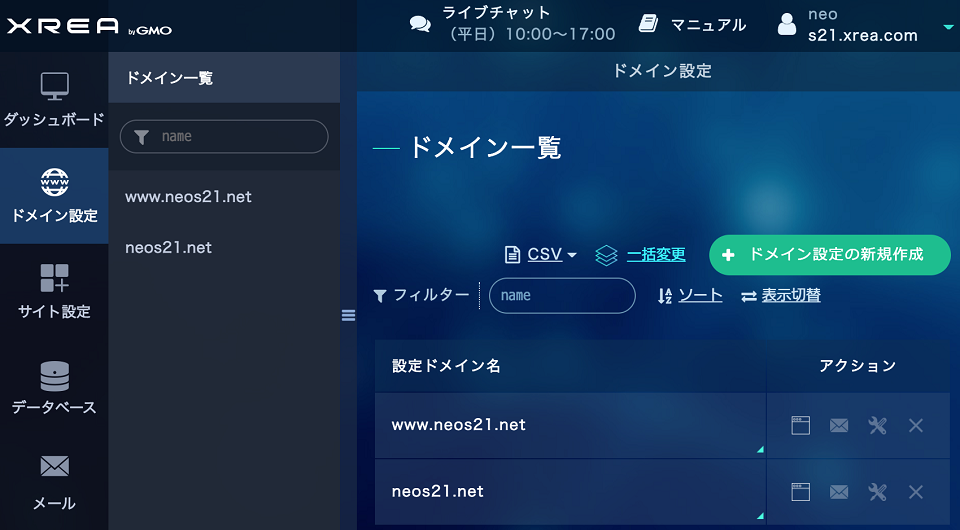 XREA by GMO
ライブチャット
（平日）10:00〜17:00
マニュアル
neo
s21.xrea.com
ダッシュボード
WWW
ドメイン設定
サイト設定
データベース
メール
ドメイン一覧
name
www.neos21.net
neos21.net
ドメイン設定
ドメイン一覧
CSV
一括変更
ドメイン設定の新規作成
フィルター
name
ソート
表示切替
設定ドメイン名 アクション
www.neos21.net
neos21.net